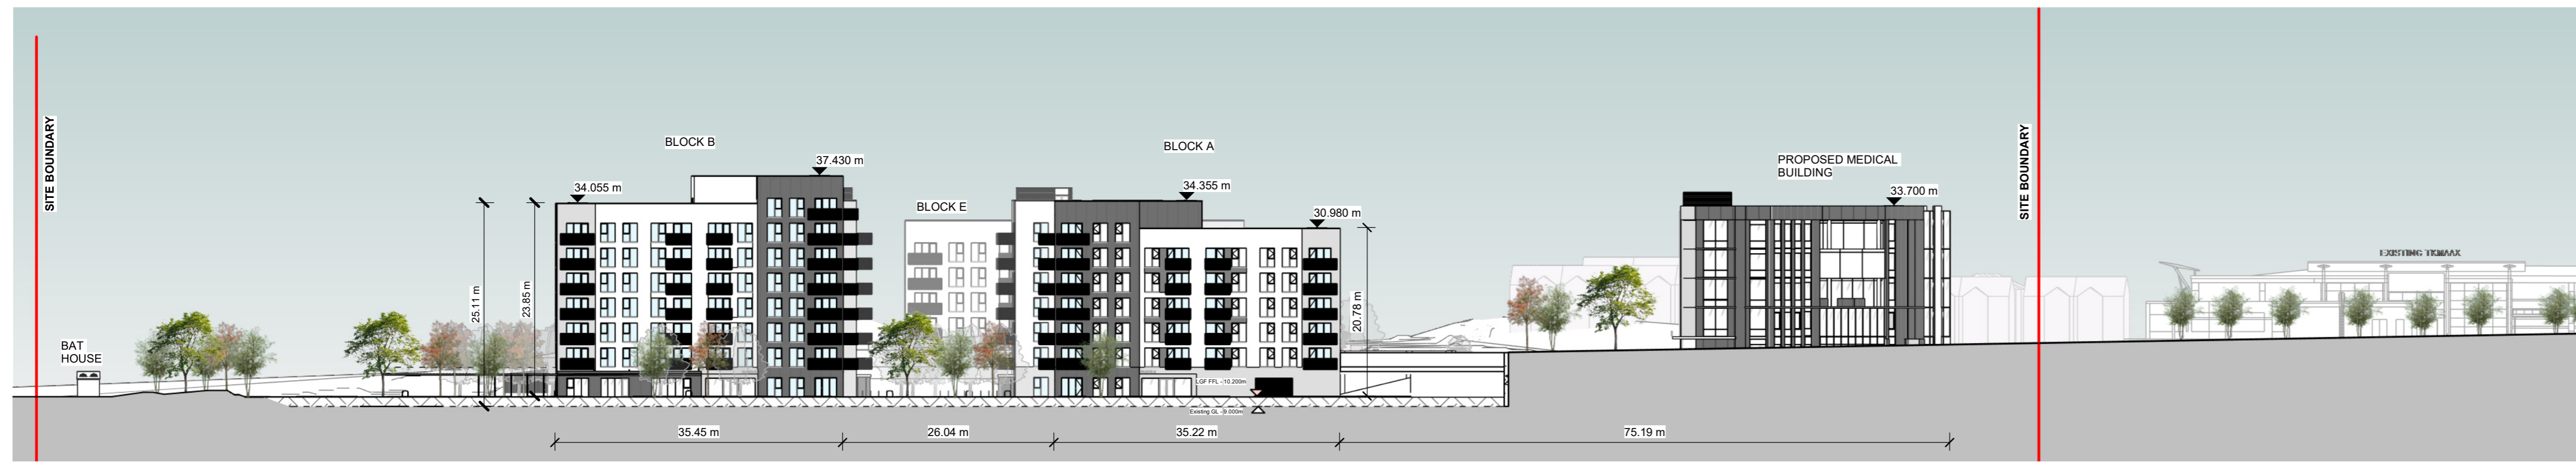 SITE BOUNDARY
BLOCK B
BLOCK A
37.430 m
34.055 m
34.355 m
BLOCK E
30.980 m
PROPOSED MEDICAL
BUILDING
33.700 m
SITE BOUNDARY
EXISTING TKMAXX
25.11 m
23.85 m
20.78 m
BAT
HOUSE
LGF FFL - 10.200m
Existing GL - 9.000m
35.45 m
26.04 m
35.22 m
75.19 m